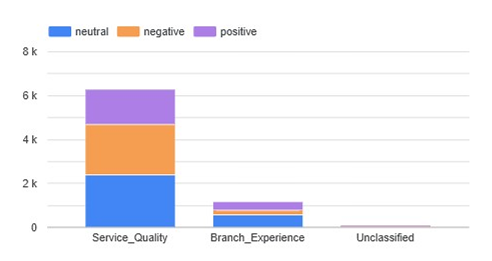 neutral negative positive
8 k
6 k
4 k
2 k
0
Service_Quality Branch_Experience Unclassified